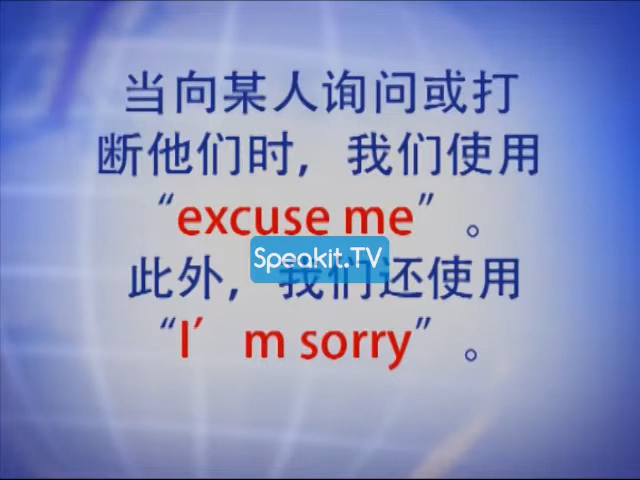 当向某人询问或打
断他们时，我们使用
“excuse me”。
Speakit.TV
此外，我们还使用
“I’m sorry”。